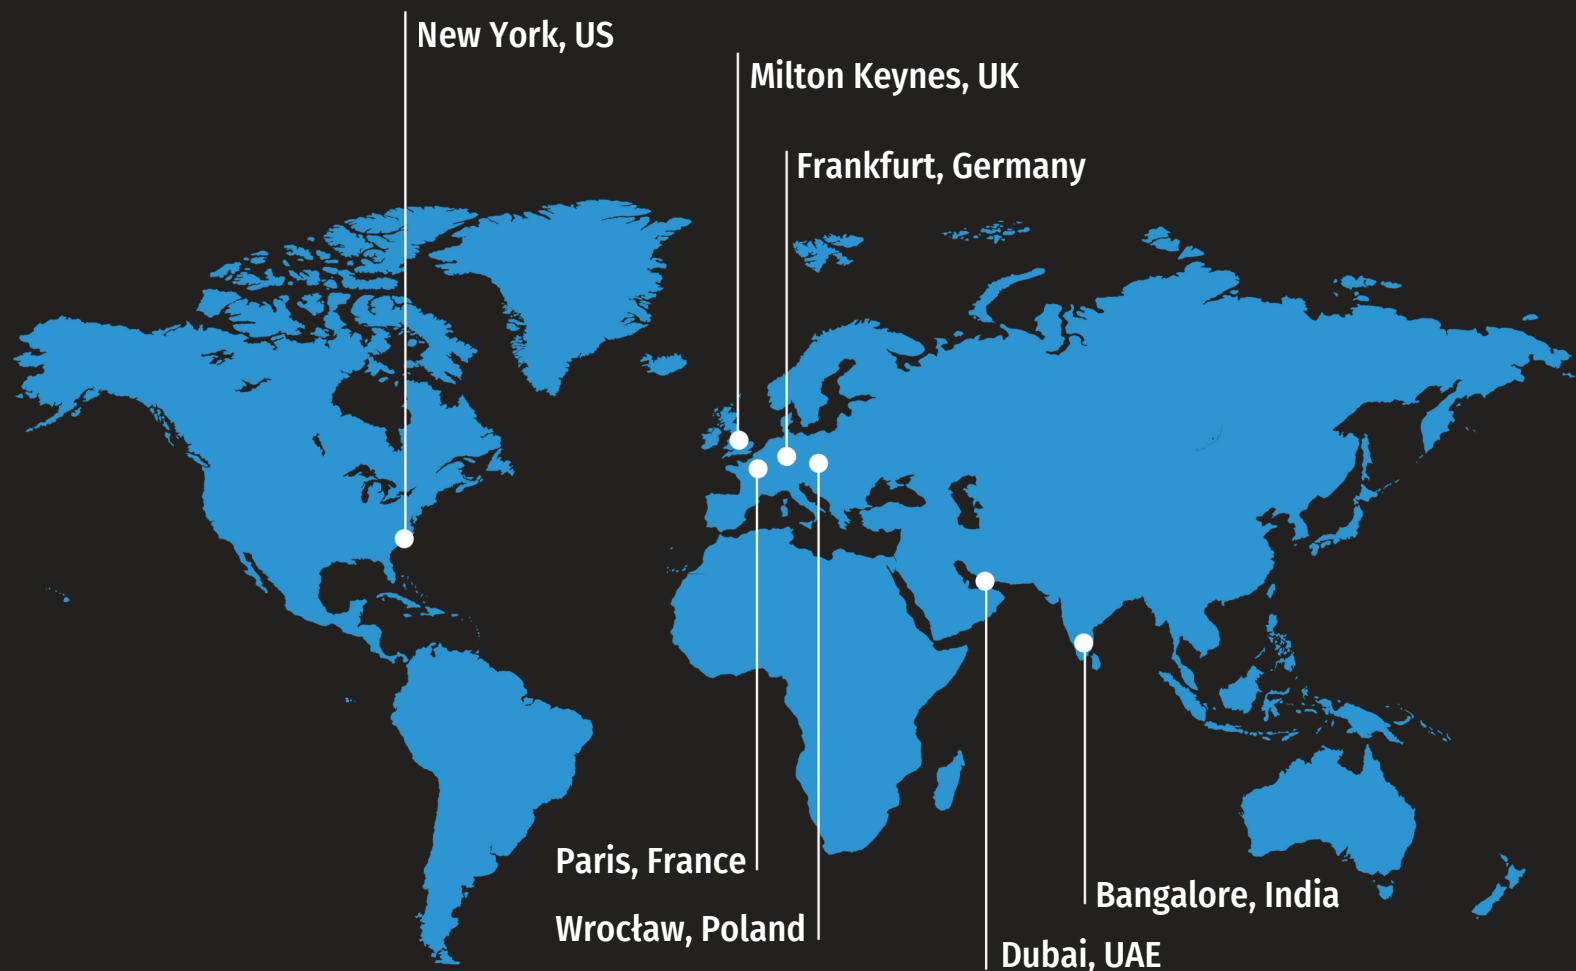 New York, US
Milton Keynes, UK
Frankfurt, Germany
Paris, France
Bangalore, India
Wrocław, Poland
Dubai, UAE